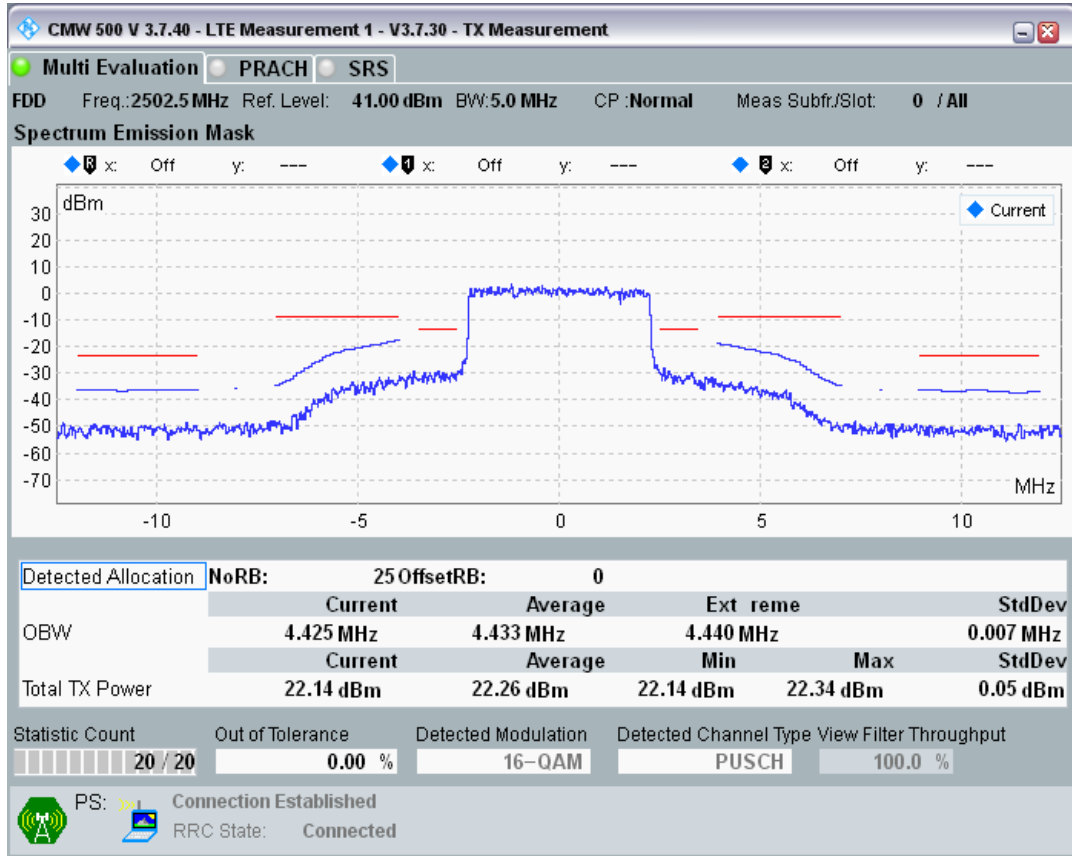 CMW 500 V 3.7.40 - LTE Measurement 1 - V3.7.30 - TX Measurement
Multi Evaluation PRACH SRS
FDD Freq.:2502.5 MHz Ref. Level: 41.00 dBm BW:5.0 MHz CP :Normal Meas Subfr./Slot: 0 / All
Spectrum Emission Mask
R x: Off y: --- 1 x: Off y: --- 2 x: Off y: ---
dBm
Current
30
20
10
0
-10
-20
-30
-40
-50
-60
-70
MHz
-10 -5 0 5 10
Detected Allocation NoRB: 25 OffsetRB: 0
Current Average Ext reme StdDev
OBW 4.425 MHz 4.433 MHz 4.440 MHz 0.007 MHz
Current Average Min Max StdDev
Total TX Power 22.14 dBm 22.26 dBm 22.14 dBm 22.34 dBm 0.05 dBm
Statistic Count Out of Tolerance Detected Modulation Detected Channel Type View Filter Throughput
20 / 20 0.00 % 16-QAM PUSCH 100.0 %
PS: Connection Established
RRC State: Connected